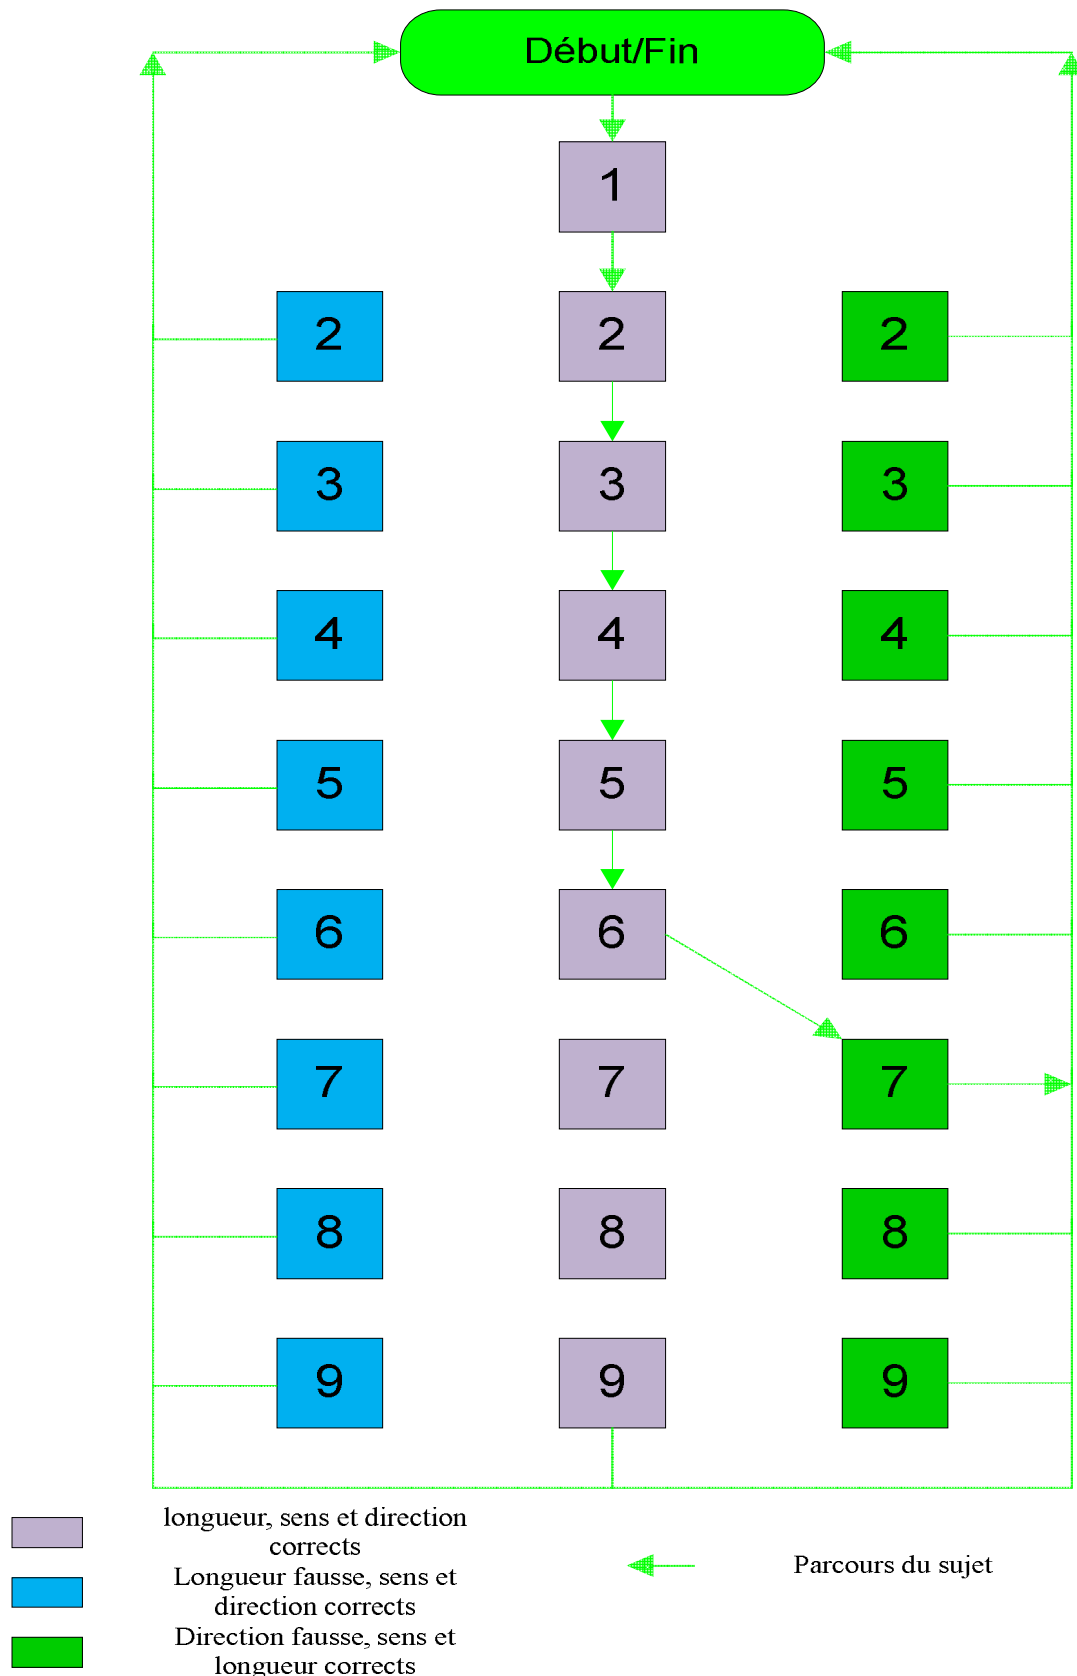 Début/Fin
1
2 2 2
3 3 3
4 4 4
5 5 5
6 6 6
7 7 7
8 8 8
9 9 9
longueur, sens et direction
corrects
Longueur fausse, sens et
direction corrects
Direction fausse, sens et
longueur corrects
Parcours du sujet